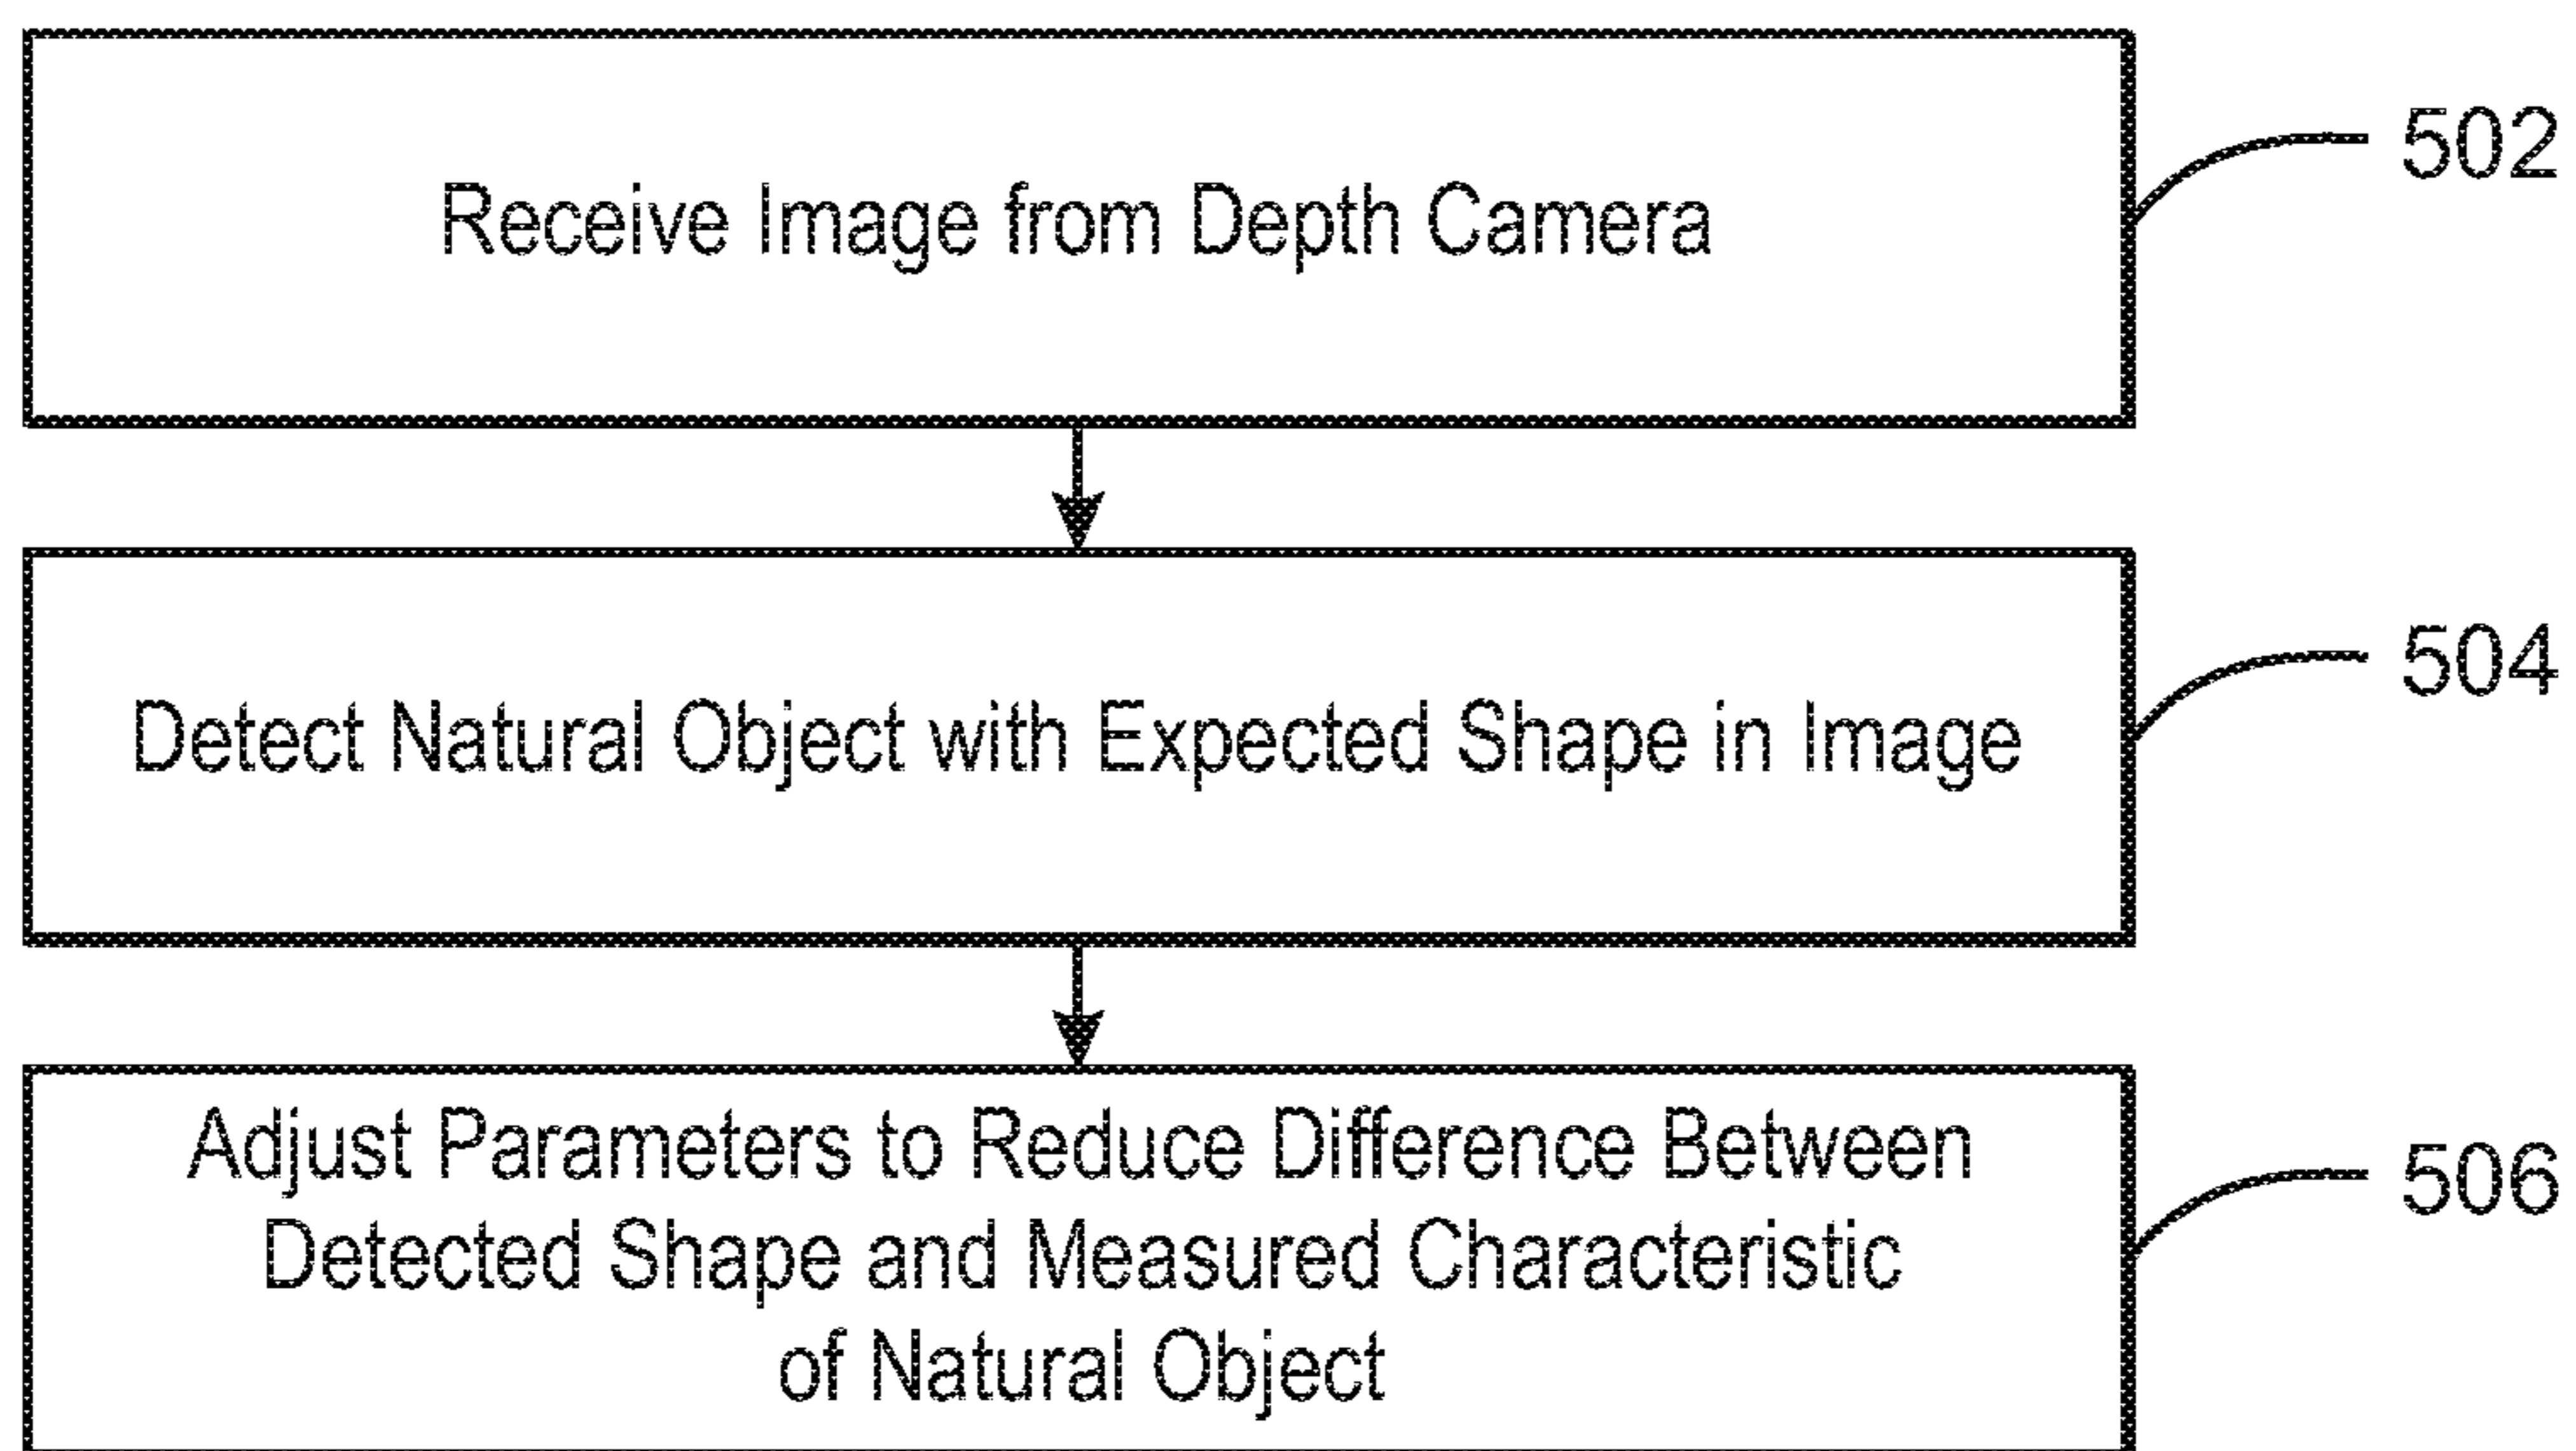 Receive Image from Depth Camera
502
Detect Natural Object with Expected Shape in Image
504
Adjust Parameters to Reduce Difference Between
Detected Shape and Measured Characteristic
of Natural Object
506